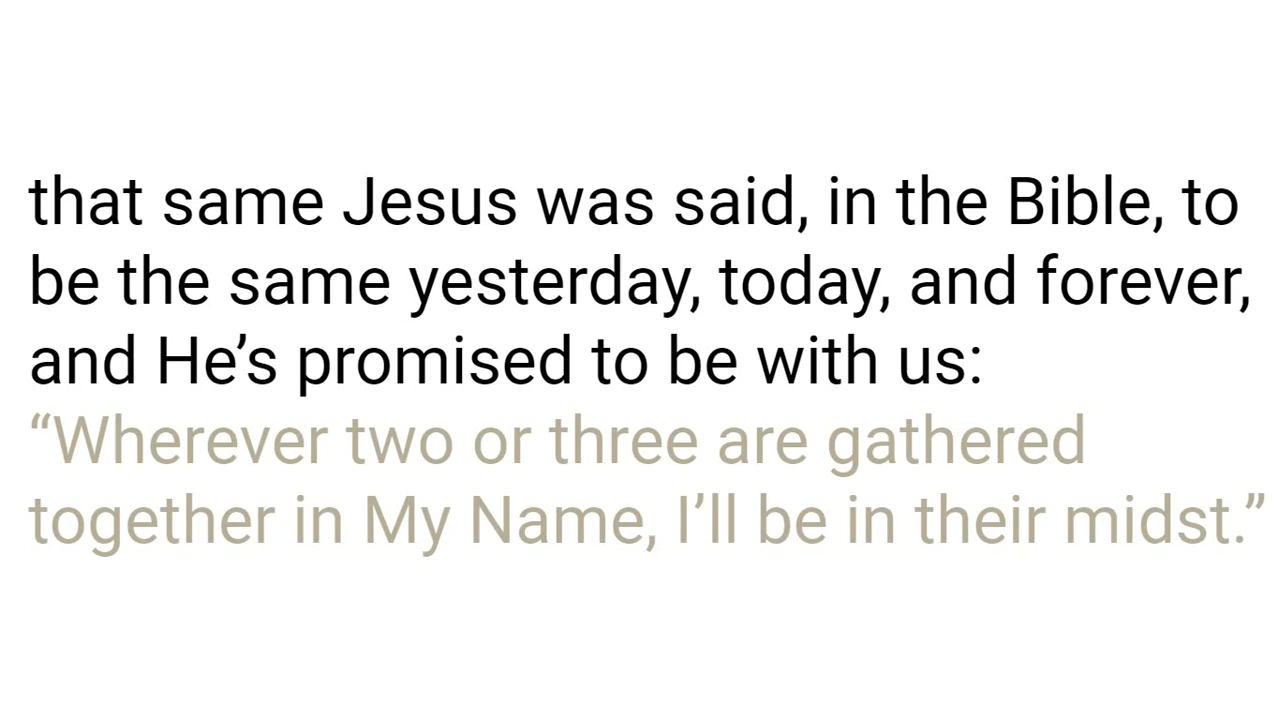 that same Jesus was said, in the Bible, to
be the same yesterday, today, and forever,
and He’s promised to be with us:
“Wherever two or three are gathered
together in My Name, I’ll be in their midst.”